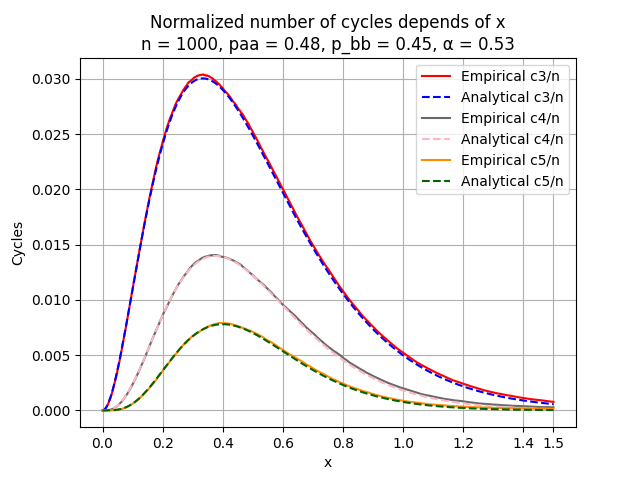 Normalized number of cycles depends of x
n = 1000, paa = 0.48, p_bb = 0.45, α = 0.53
Empirical c3/n
Analytical c3/n
Empirical c4/n
Analytical c4/n
Empirical c5/n
Analytical c5/n
Cycles
0.030
0.025
0.020
0.015
0.010
0.005
0.000
0.0 0.2 0.4 0.6 0.8 1.0 1.2 1.4 1.5
x